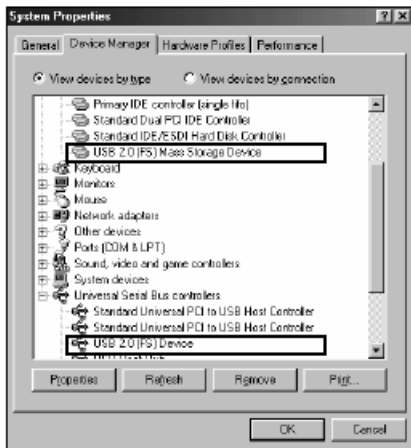 System Properties
General Device Manager Hardware Profiles Performance
View devices by type View devices by connection
Primary IDE controller (single fifo)
Standard Dual PCI IDE Controller
Standard IDE/ESDI Hard Disk Controller
USB 2.0 (FS) Mass Storage Device
Keyboard
Monitors
Mouse
Network adapters
Other devices
Ports (COM & LPT)
Sound, video and game controllers
System devices
Universal Serial Bus controllers
Standard Universal PCI to USB Host Controller
Standard Universal PCI to USB Host Controller
USB 2.0 (FS) Device
Properties Refresh Remove Print...
OK Cancel